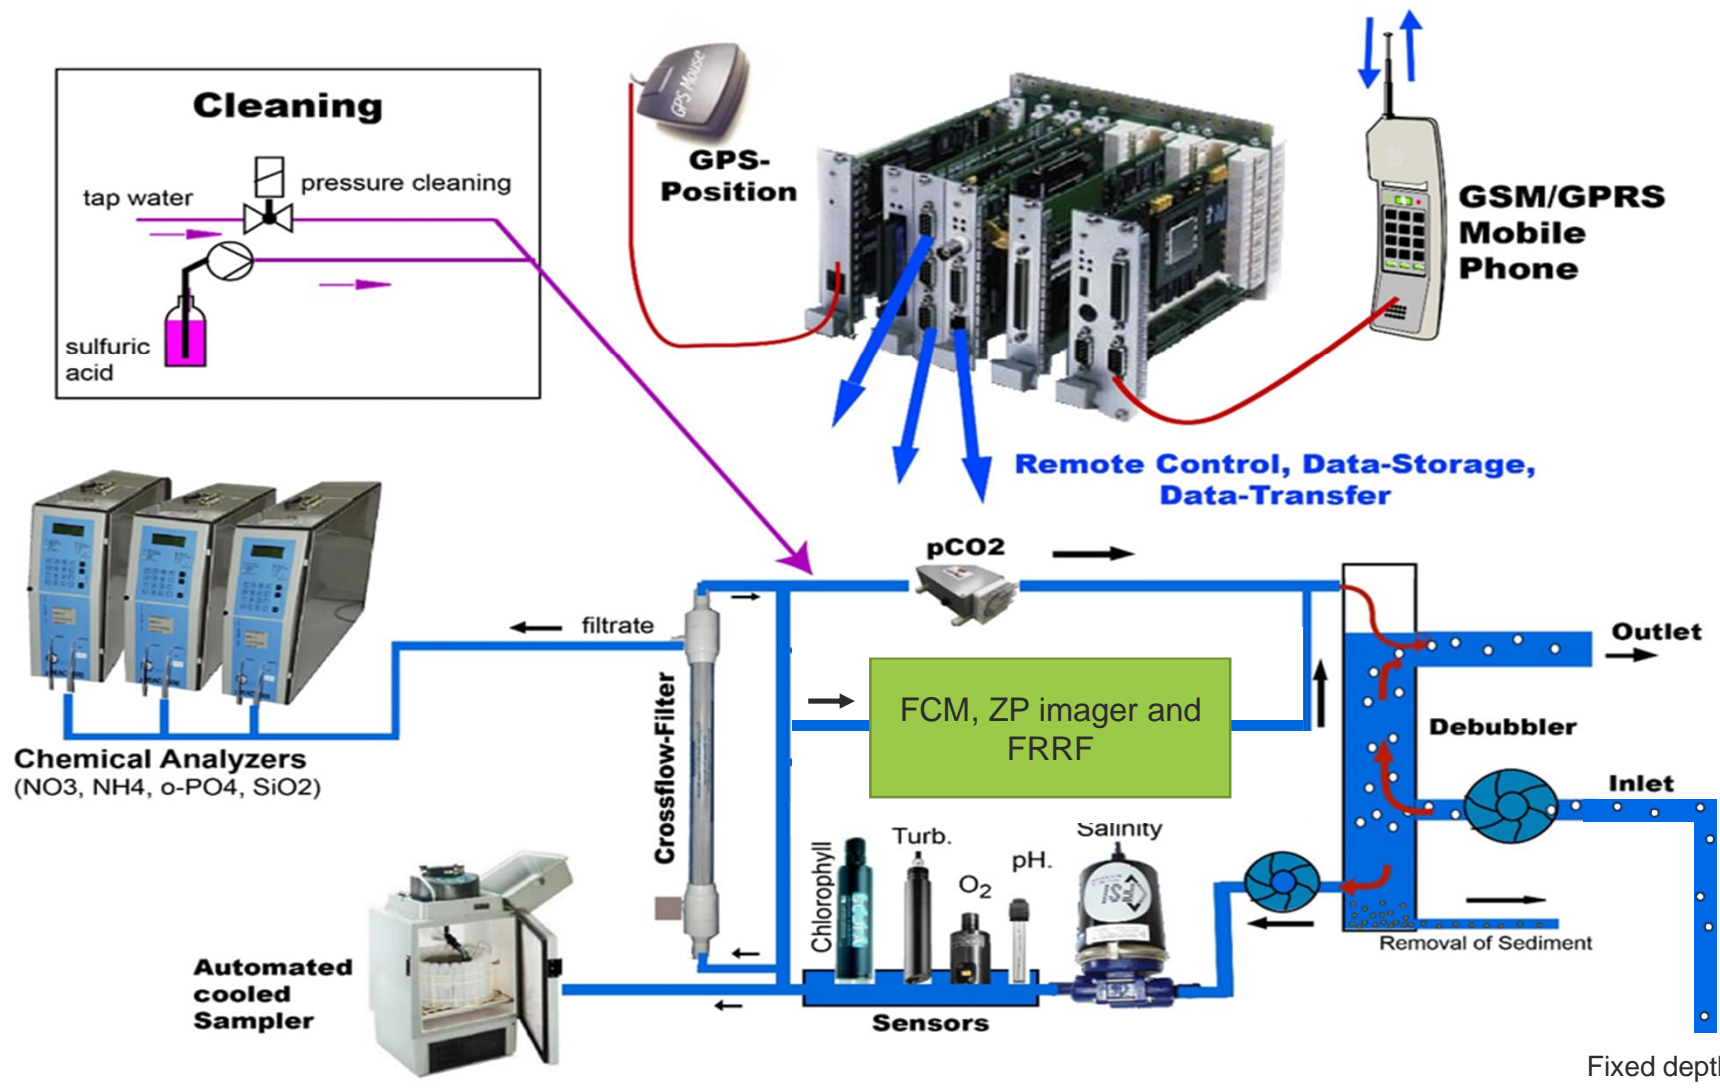 Cleaning
tap water
pressure cleaning
sulfuric
acid
GPS Mouse
GPS-
Position
GSM/GPRS
Mobile
Phone
Remote Control, Data-Storage,
Data-Transfer
pCO2
filtrate
Outlet
Crossflow-Filter
FCM, ZP imager and
FRRF
Debubbler
Inlet
Chemical Analyzers
(NO3, NH4, o-PO4, SiO2)
Chlorophyll
Turb.
O2
pH.
Salinity
Removal of Sediment
Automated
cooled
Sampler
Sensors
Fixed depth